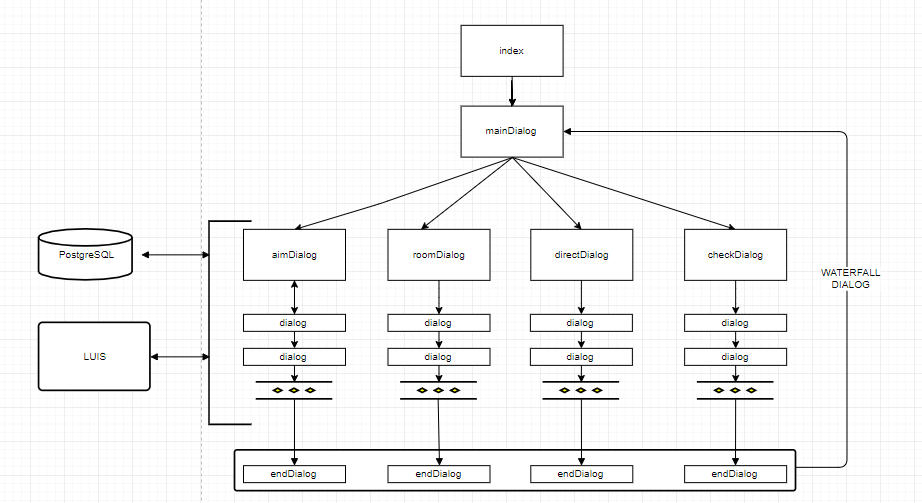 index
mainDialog
PostgreSQL
aimDialog
roomDialog
directDialog
checkDialog
WATERFALL
DIALOG
dialog
dialog
dialog
dialog
LUIS
dialog
dialog
dialog
dialog
endDialog
endDialog
endDialog
endDialog